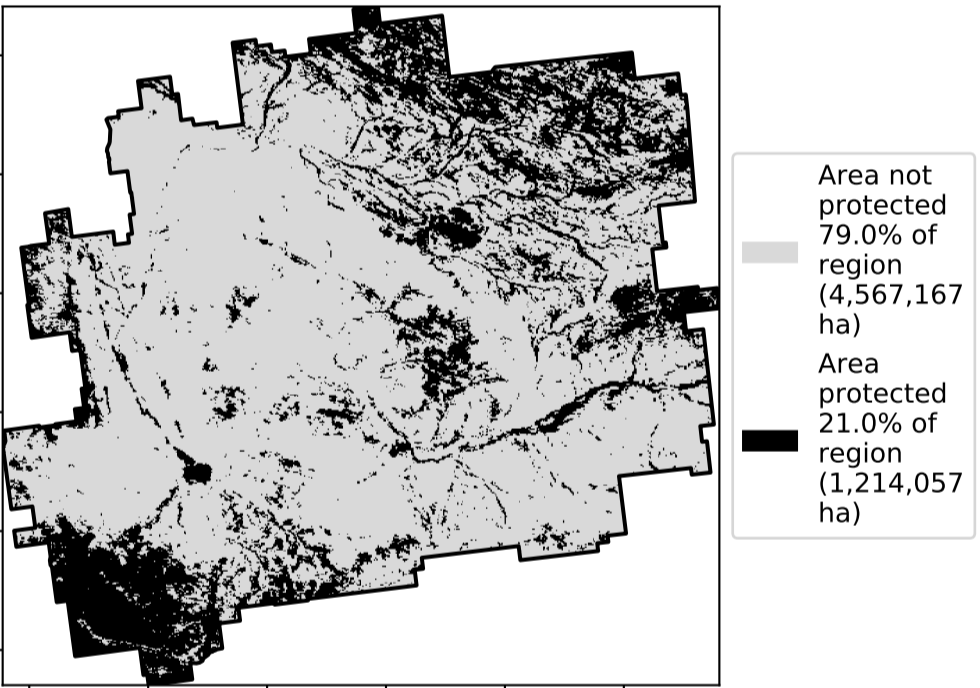 Area not
protected
79.0% of
region
(4,567,167
ha)
Area
protected
21.0% of
region
(1,214,057
ha)